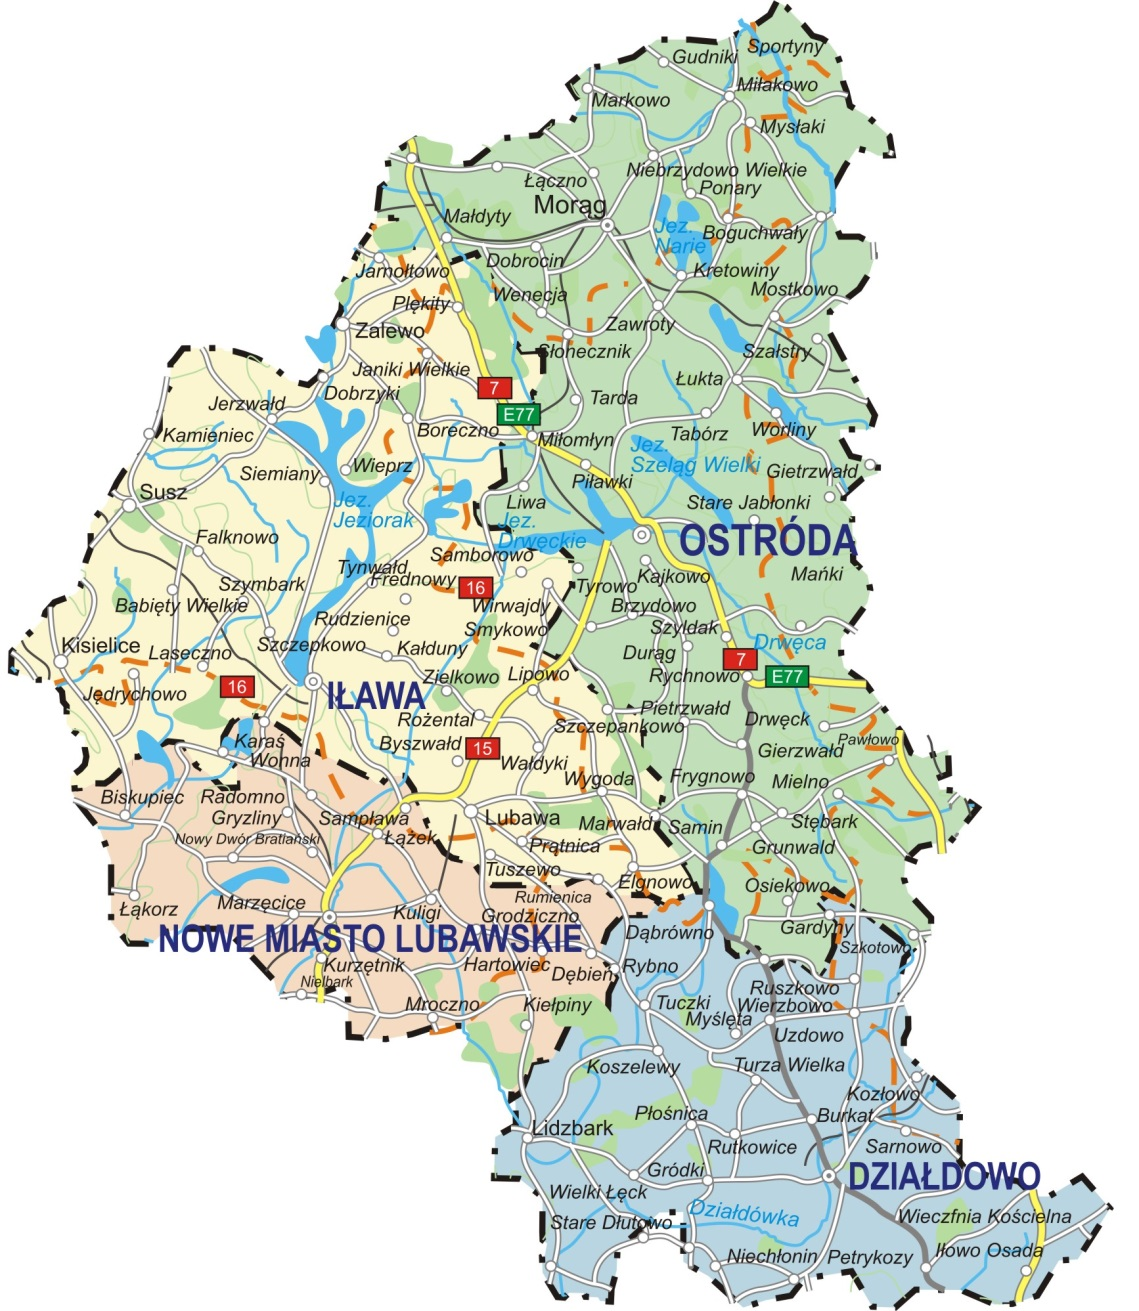 Sportyny
Gudniki
Miłakowo
Markowo
Mysłaki
Niebrzydowo Wielkie
Łączno
Ponary
Morąg
Małdyty
Jez.
Narie
Boguchwały
Dobrocin
Jamołtowo
Kretowiny
Mostkowo
Wenecja
Plękity
Zawroty
Zalewo
Słonecznik
Szałstry
Janiki Wielkie
7
Łukta
Dobrzyki
Tarda
Jerzwałd
E77
Boreczno
Miłomłyn
Tabórz
Worliny
Kamieniec
Jez.
Szeląg Wielki
Wieprz
Siemiany
Gietrzwałd
Piławki
Susz
Jez.
Jeziorak
Liwa
Stare Jabłonki
Jez.
Drwęckie
OSTRÓDA
Falknowo
Samborowo
Tynwałd
Frednowy
16
Tyrowo
Kajkowo
Mańki
Szymbark
Babięty Wielkie
Wirwajdy
Brzydowo
Rudzienice
Smykowo
Szyldak
Drwęca
Kisielice
Szczepkowo
Laseczno
Kałduny
Durąg
7
E77
Rychnowo
Lipowo
16
Jędrychowo
IŁAWA
Zielkowo
Rożental
Pietrzwałd
Szczepankowo
Drwęck
Karaś
Byszwałd
15
Pawłowo
Gierzwałd
Wonna
Wałdyki
Wygoda
Frygnowo
Mielno
Biskupiec
Radomno
Gryzliny
Sampława
Lubawa
Marwałd
Samin
Stębark
Nowy Dwór Bratiański
Łążek
Prątnica
Grunwald
Tuszewo
Elgnowo
Osiekowo
Rumienica
Marzęcice
Łąkorz
Kuligi
Grodziczno
Gardyny
NOWE MIASTO LUBAWSKIE
Dąbrówno
Szkotowo
Kurzętnik
Hartowiec
Dębień
Rybno
Nielbark
Ruszkowo
Mroczno
Kiełpiny
Tuczki
Wierzbowo
Myślęta
Uzdowo
Koszelewy
Turza Wielka
Kozłowo
Płośnica
Burkat
Lidzbark
Rutkowice
Sarnowo
Gródki
DZIAŁDOWO
Wielki Łęck
Działdówka
Stare Dłutowo
Wieczfnia Kościelna
Niechłonin
Petrykozy
Iłowo Osada